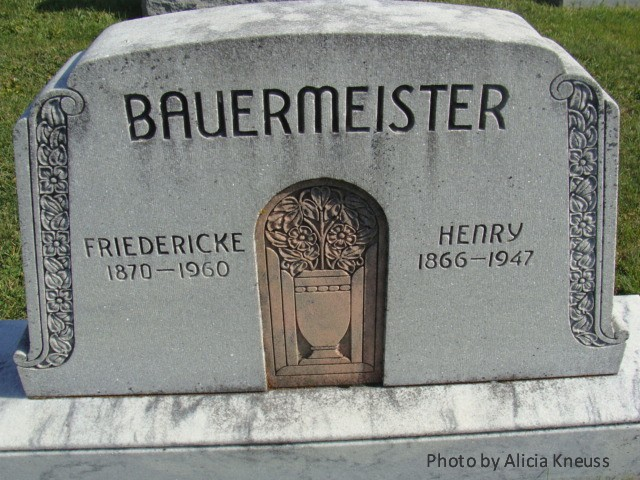 BAUERMEISTER
FRIEDERICKE
1870—1960
HENRY
1866—1947
Photo by Alicia Kneuss